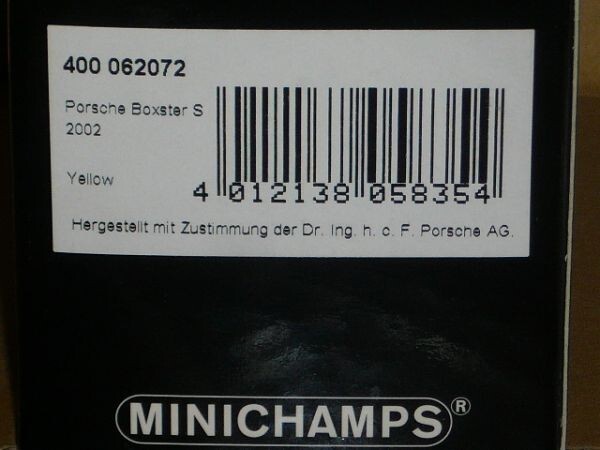 400 062072
Porsche Boxster S
2002
Yellow
4 012138 058354
Hergestellt mit Zustimmung der Dr. Ing. h. c. F. Porsche AG.
MINICHAMPS®